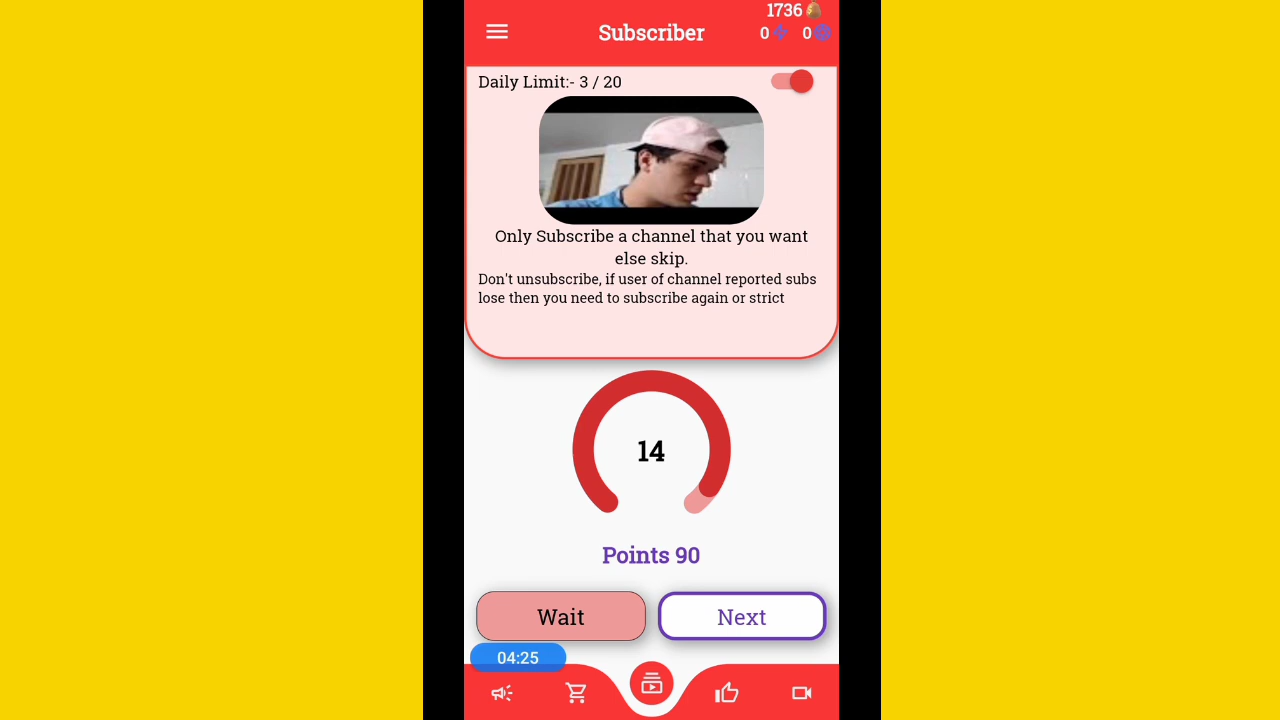 1736
Subscriber
0 0
Daily Limit:- 3 / 20
Only Subscribe a channel that you want
else skip.
Don't unsubscribe, if user of channel reported subs
lose then you need to subscribe again or strict
14
Points 90
Wait
Next
04:25